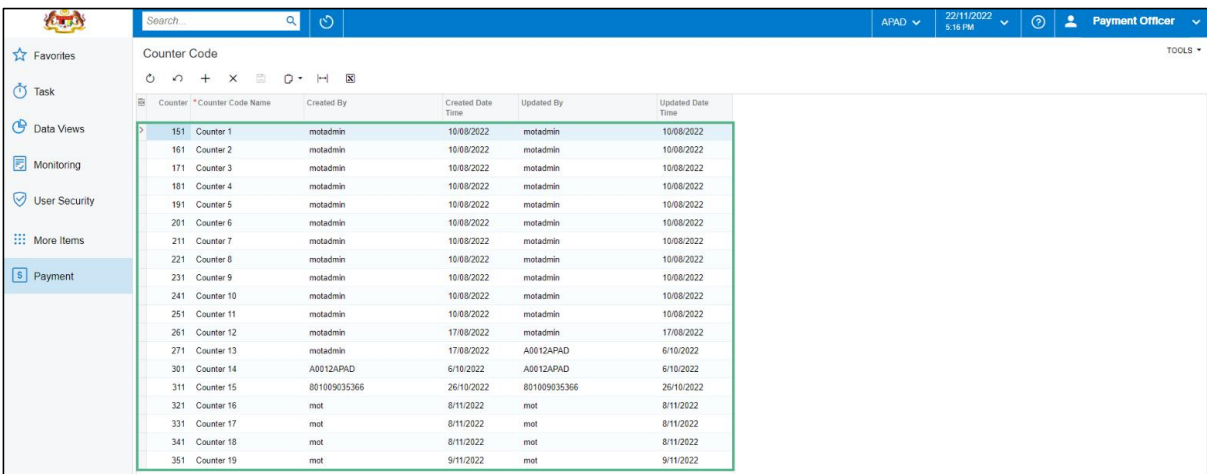 Search...
APAD
22/11/2022
5:16 PM
Payment Officer
Favorites
Task
Data Views
Monitoring
User Security
More Items
Payment
Counter Code
TOOLS
Counter *Counter Code Name Created By Created Date Time Updated By Updated Date Time
151 Counter 1 motadmin 10/08/2022 motadmin 10/08/2022
161 Counter 2 motadmin 10/08/2022 motadmin 10/08/2022
171 Counter 3 motadmin 10/08/2022 motadmin 10/08/2022
181 Counter 4 motadmin 10/08/2022 motadmin 10/08/2022
191 Counter 5 motadmin 10/08/2022 motadmin 10/08/2022
201 Counter 6 motadmin 10/08/2022 motadmin 10/08/2022
211 Counter 7 motadmin 10/08/2022 motadmin 10/08/2022
221 Counter 8 motadmin 10/08/2022 motadmin 10/08/2022
231 Counter 9 motadmin 10/08/2022 motadmin 10/08/2022
241 Counter 10 motadmin 10/08/2022 motadmin 10/08/2022
251 Counter 11 motadmin 10/08/2022 motadmin 10/08/2022
261 Counter 12 motadmin 17/08/2022 motadmin 17/08/2022
271 Counter 13 motadmin 17/08/2022 A0012APAD 6/10/2022
301 Counter 14 A0012APAD 6/10/2022 A0012APAD 6/10/2022
311 Counter 15 801009035366 26/10/2022 801009035366 26/10/2022
321 Counter 16 mot 8/11/2022 mot 8/11/2022
331 Counter 17 mot 8/11/2022 mot 8/11/2022
341 Counter 18 mot 8/11/2022 mot 8/11/2022
351 Counter 19 mot 9/11/2022 mot 9/11/2022